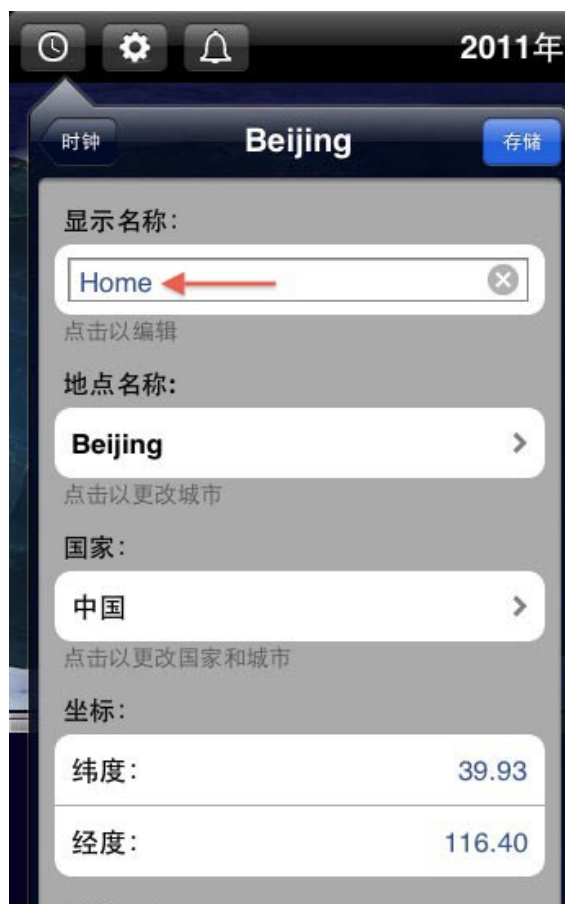 2011年
时钟
Beijing
存储
显示名称：
Home
点击以编辑
地点名称:
Beijing
点击以更改城市
国家：
中国
点击以更改国家和城市
坐标：
纬度： 39.93
经度： 116.40